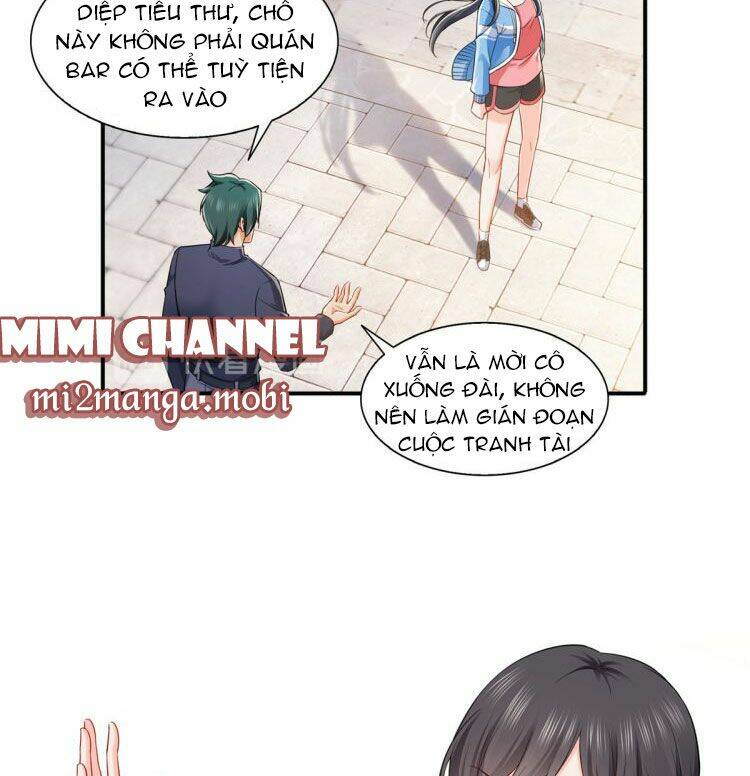 DIỆP TIỂU THƯ, CHỖ
NÀY KHÔNG PHẢI QUÁN
BAR CÓ THỂ TUỲ TIỆN
RA VÀO
MIMI CHANNEL
mi2manga.mobi
VẪN LÀ MỜI CÔ
XUỐNG ĐÀI, KHÔNG
NÊN LÀM GIÁN ĐOẠN
CUỘC TRANH TÀI